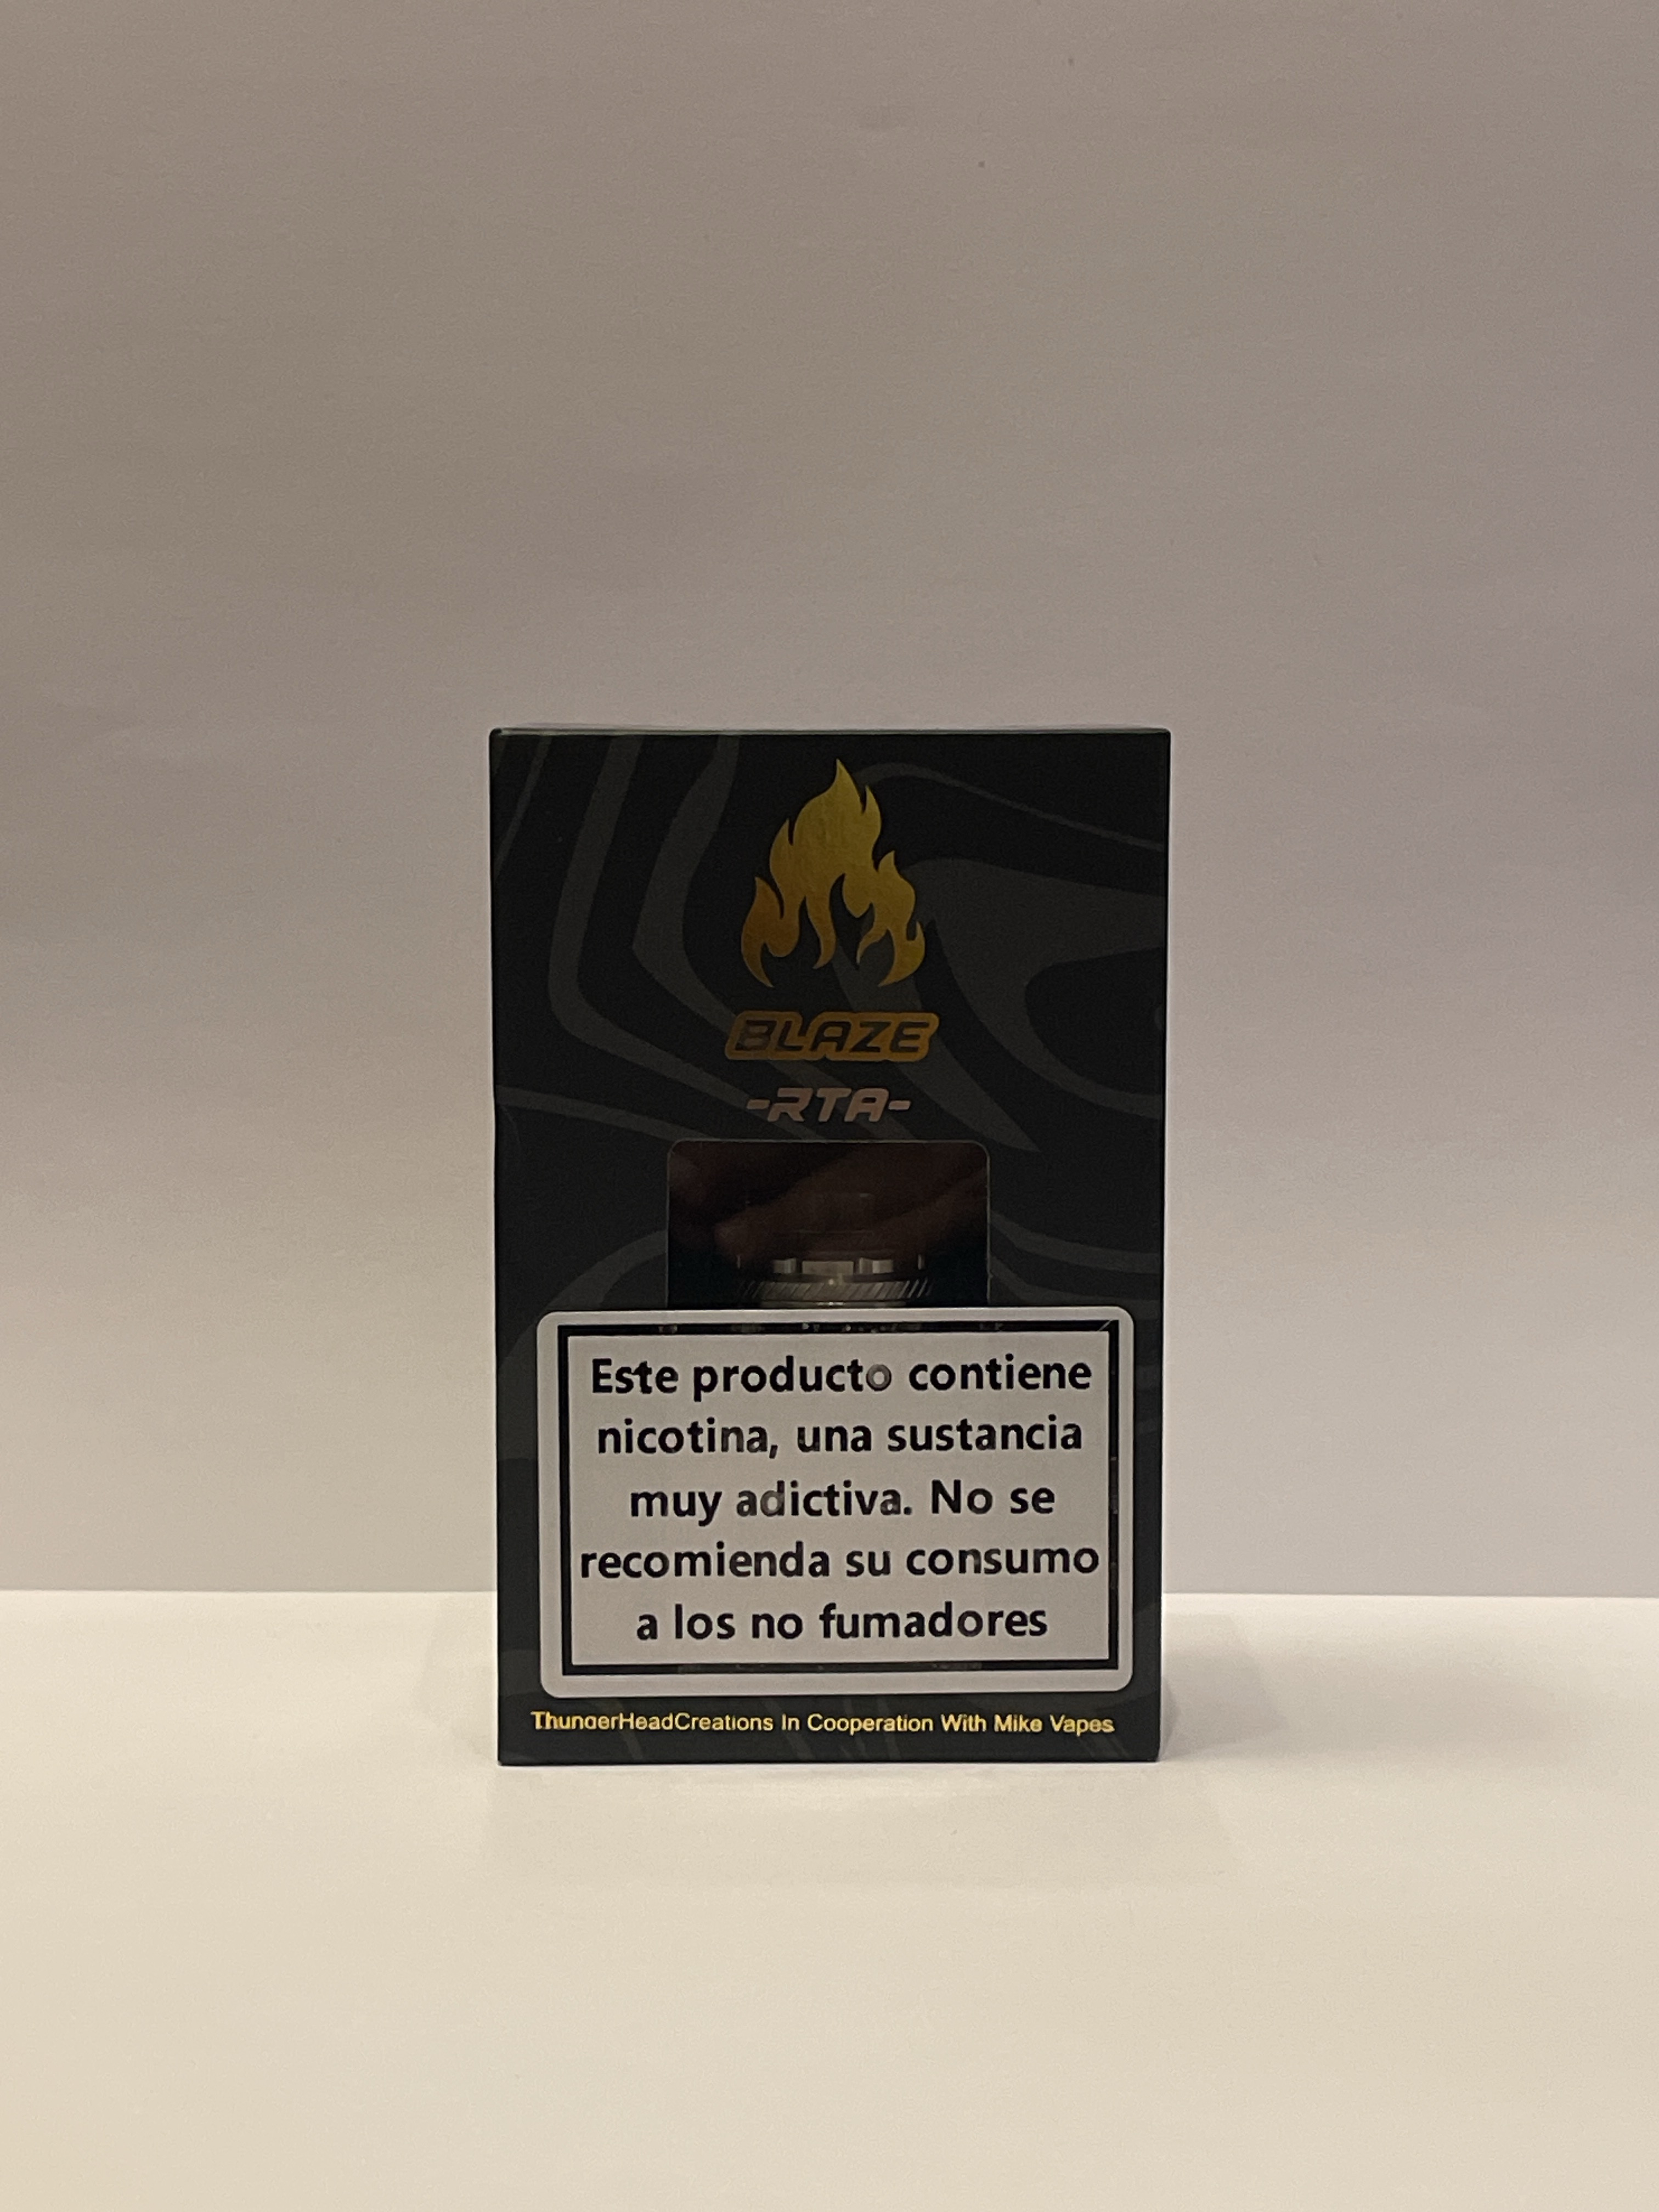 BLAZE
-RTA-
Este producto contiene
nicotina, una sustancia
muy adictiva. No se
recomienda su consumo
a los no fumadores
ThunderHeadCreations In Cooperation With Mike Vapes